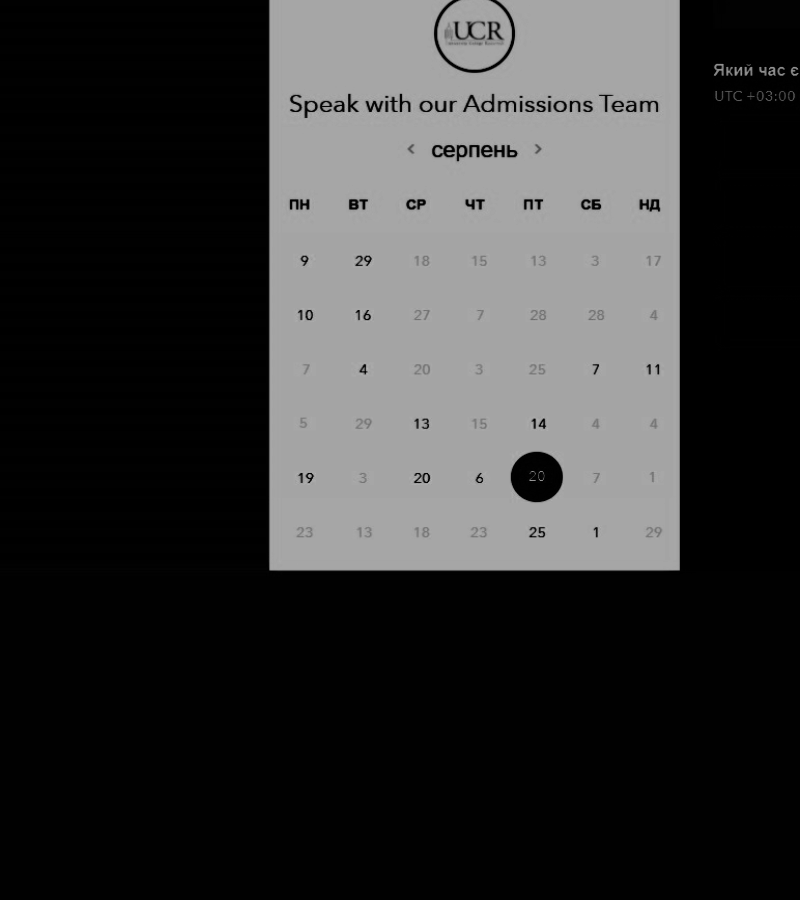 UCR
Speak with our Admissions Team
< серпень >
ПН ВТ СР ЧТ ПТ СБ НД
9 29 18 15 13 3 17
10 16 27 7 28 28 4
7 4 20 3 25 7 11
5 29 13 15 14 4 4
19 3 20 6 20 7 1
23 13 18 23 25 1 29
Який час є
UTC +03:00